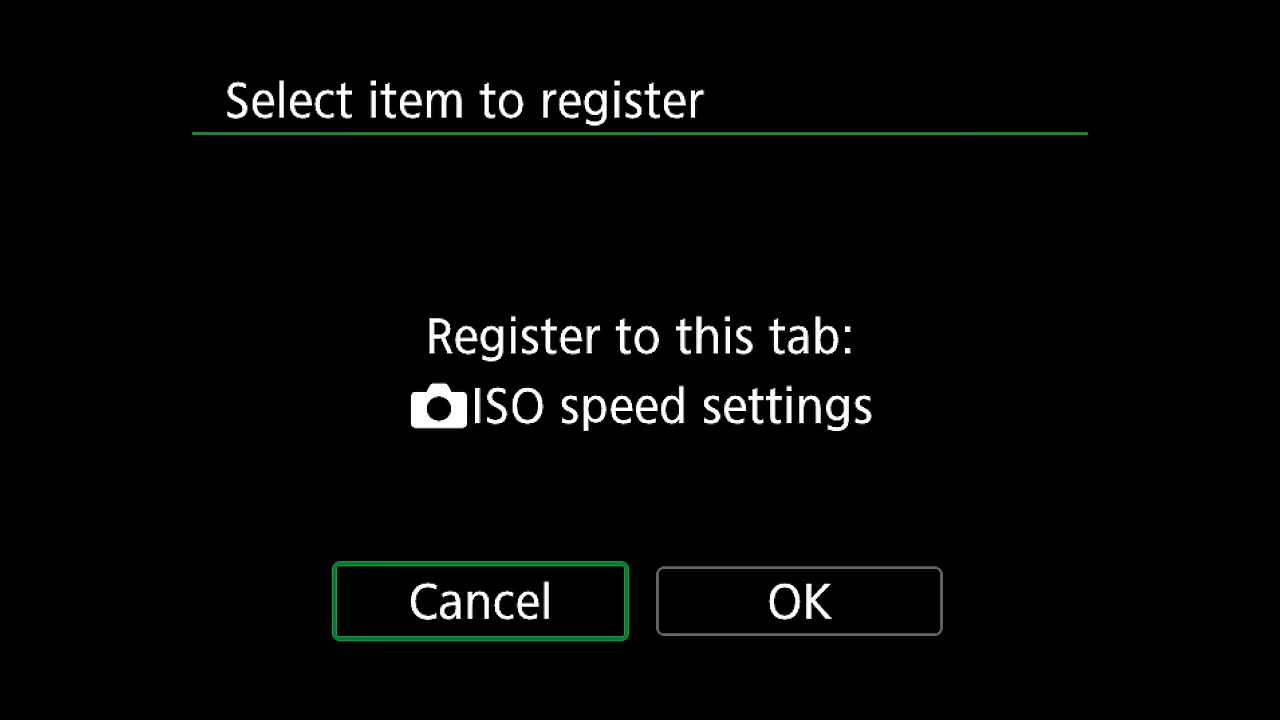 Select item to register
Register to this tab:
ISO speed settings
Cancel
OK